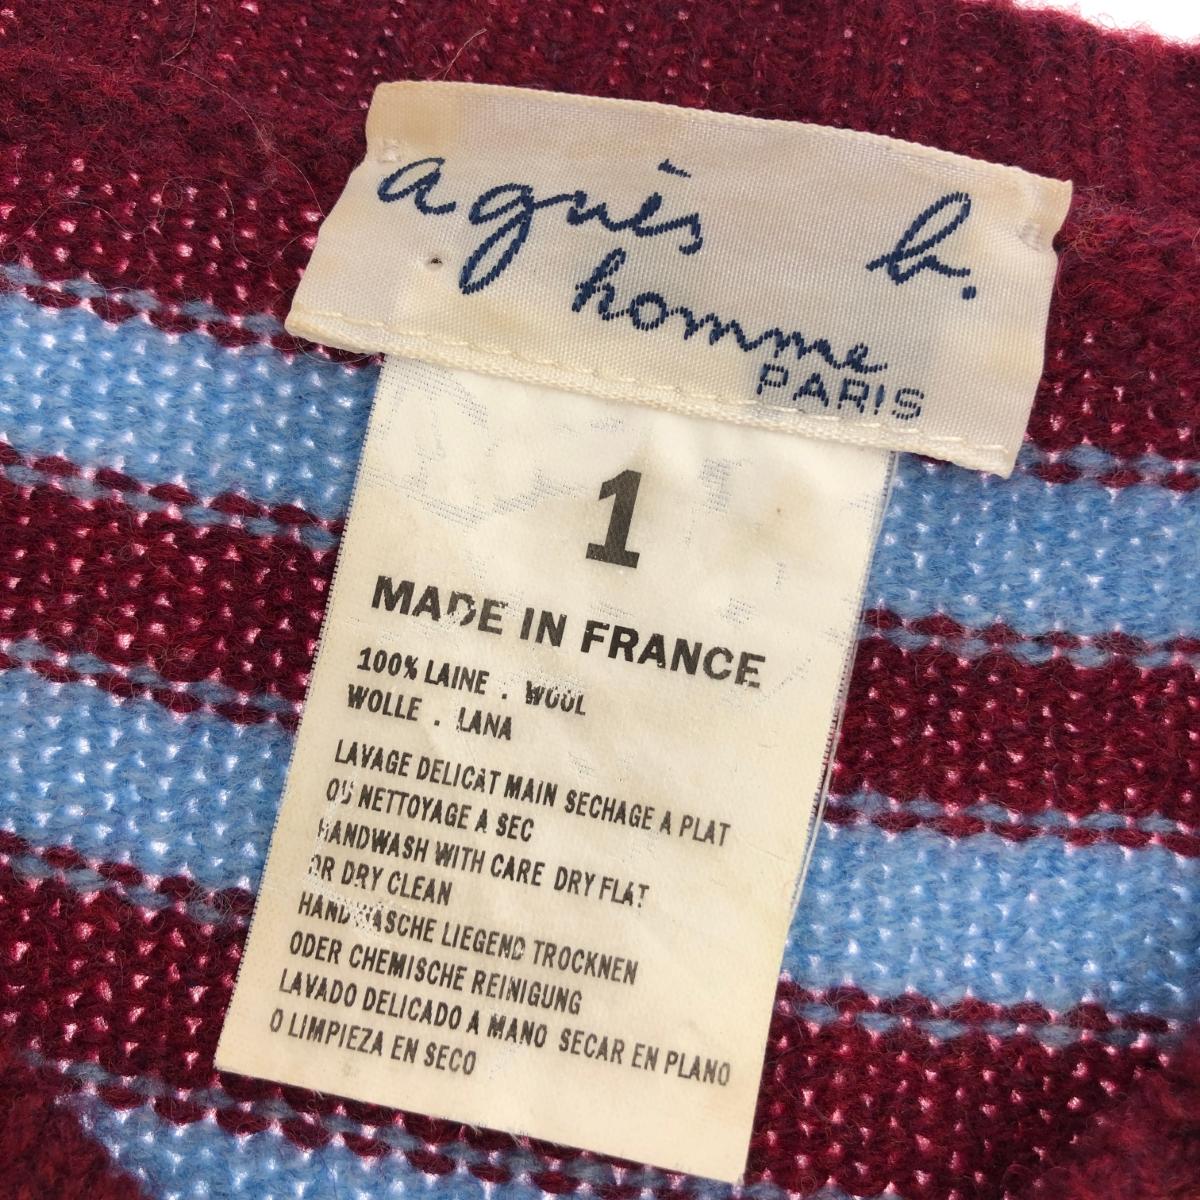 agnès b.
homme
PARIS
1
MADE IN FRANCE
100% LAINE . WOOL
WOLLE . LANA
LAVAGE DELICAT MAIN SECHAGE A PLAT
OU NETTOYAGE A SEC
HANDWASH WITH CARE DRY FLAT
OR DRY CLEAN
HANDWASCHE LIEGEND TROCKNEN
ODER CHEMISCHE REINIGUNG
LAVADO DELICADO A MANO SECAR EN PLANO
O LIMPIEZA EN SECO